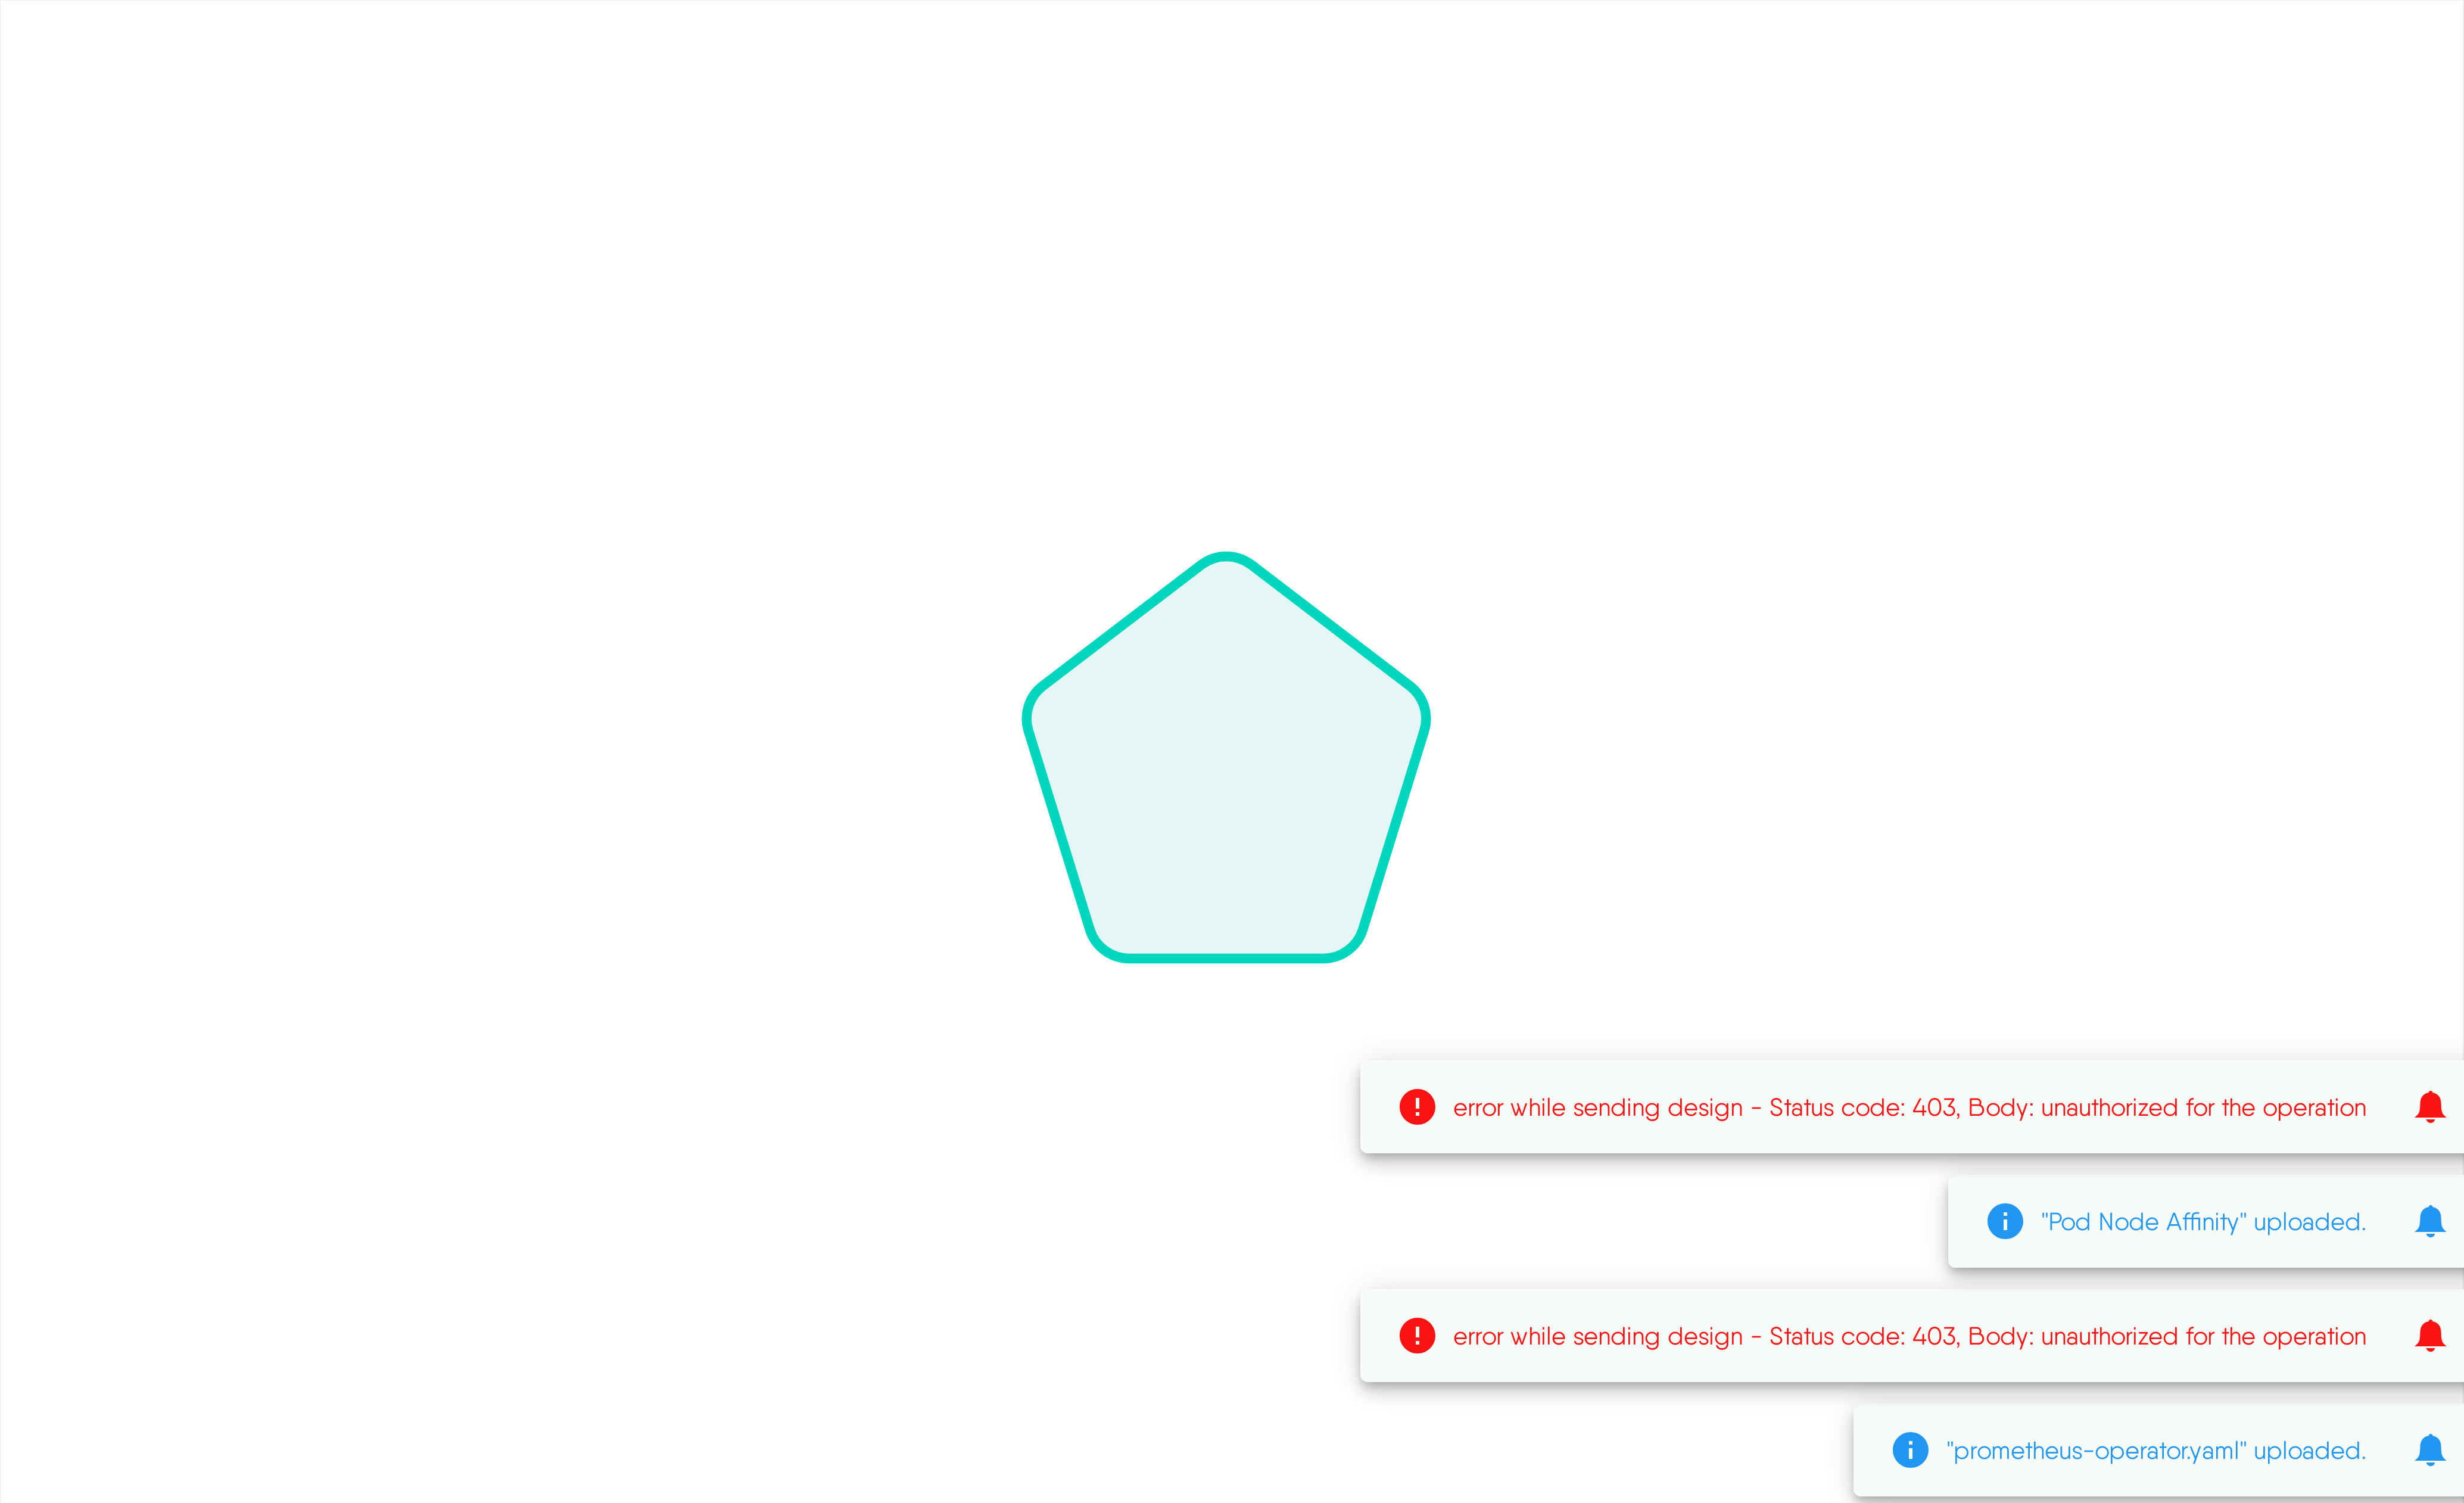 error while sending design - Status code: 403, Body: unauthorized for the operation
"Pod Node Affinity" uploaded.
error while sending design - Status code: 403, Body: unauthorized for the operation
"prometheus-operator.yaml" uploaded.